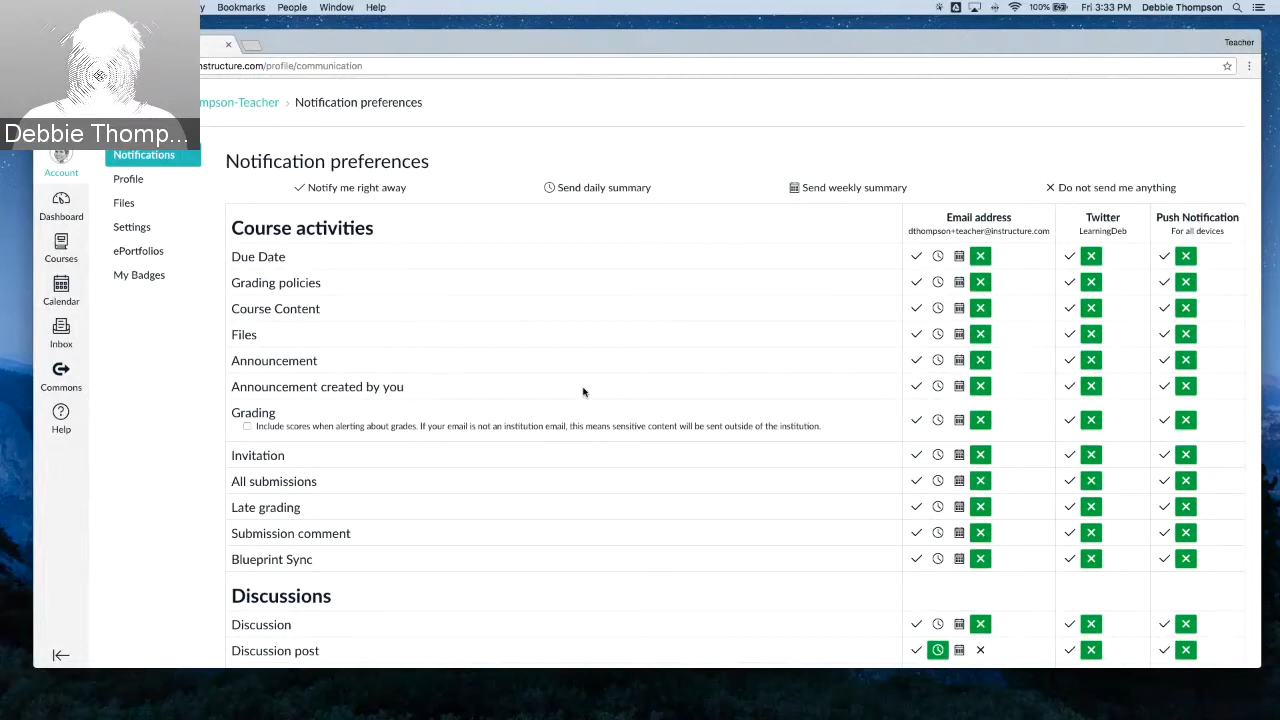 y Bookmarks People Window Help 100% Fri 3:33 PM Debbie Thompson
Teacher
nstructure.com/profile/communication
Debbie Thomp...
mpson-Teacher › Notification preferences
Account
Dashboard
Courses
Calendar
Inbox
Commons
Help
Notifications
Profile
Files
Settings
ePortfolios
My Badges
Notification preferences
Notify me right away Send daily summary Send weekly summary Do not send me anything
Course activities
Email address Twitter Push Notification
dthompson+teacher@instructure.com LearningDeb For all devices
Due Date
Grading policies
Course Content
Files
Announcement
Announcement created by you
Grading
Include scores when alerting about grades. If your email is not an institution email, this means sensitive content will be sent outside of the institution.
Invitation
All submissions
Late grading
Submission comment
Blueprint Sync
Discussions
Discussion
Discussion post